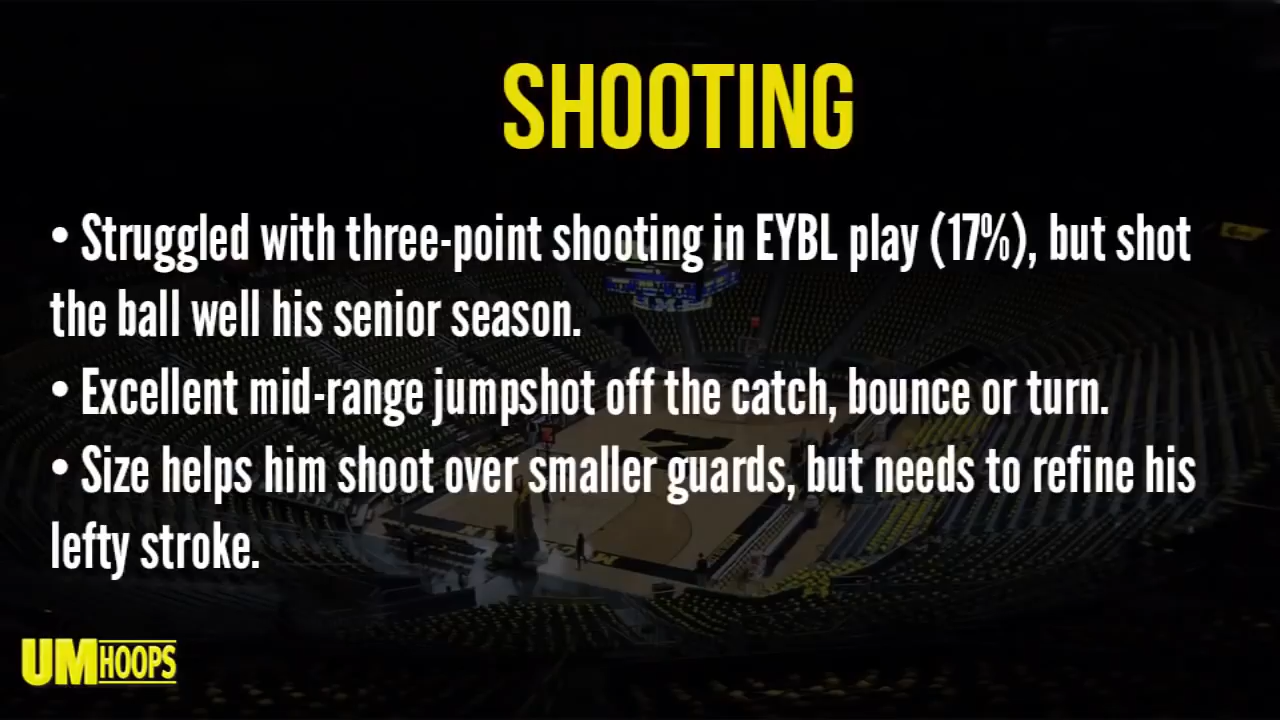 SHOOTING
• Struggled with three-point shooting in EYBL play (17%), but shot
the ball well his senior season.
• Excellent mid-range jumpshot off the catch, bounce or turn.
• Size helps him shoot over smaller guards, but needs to refine his
lefty stroke.
UMHOOPS